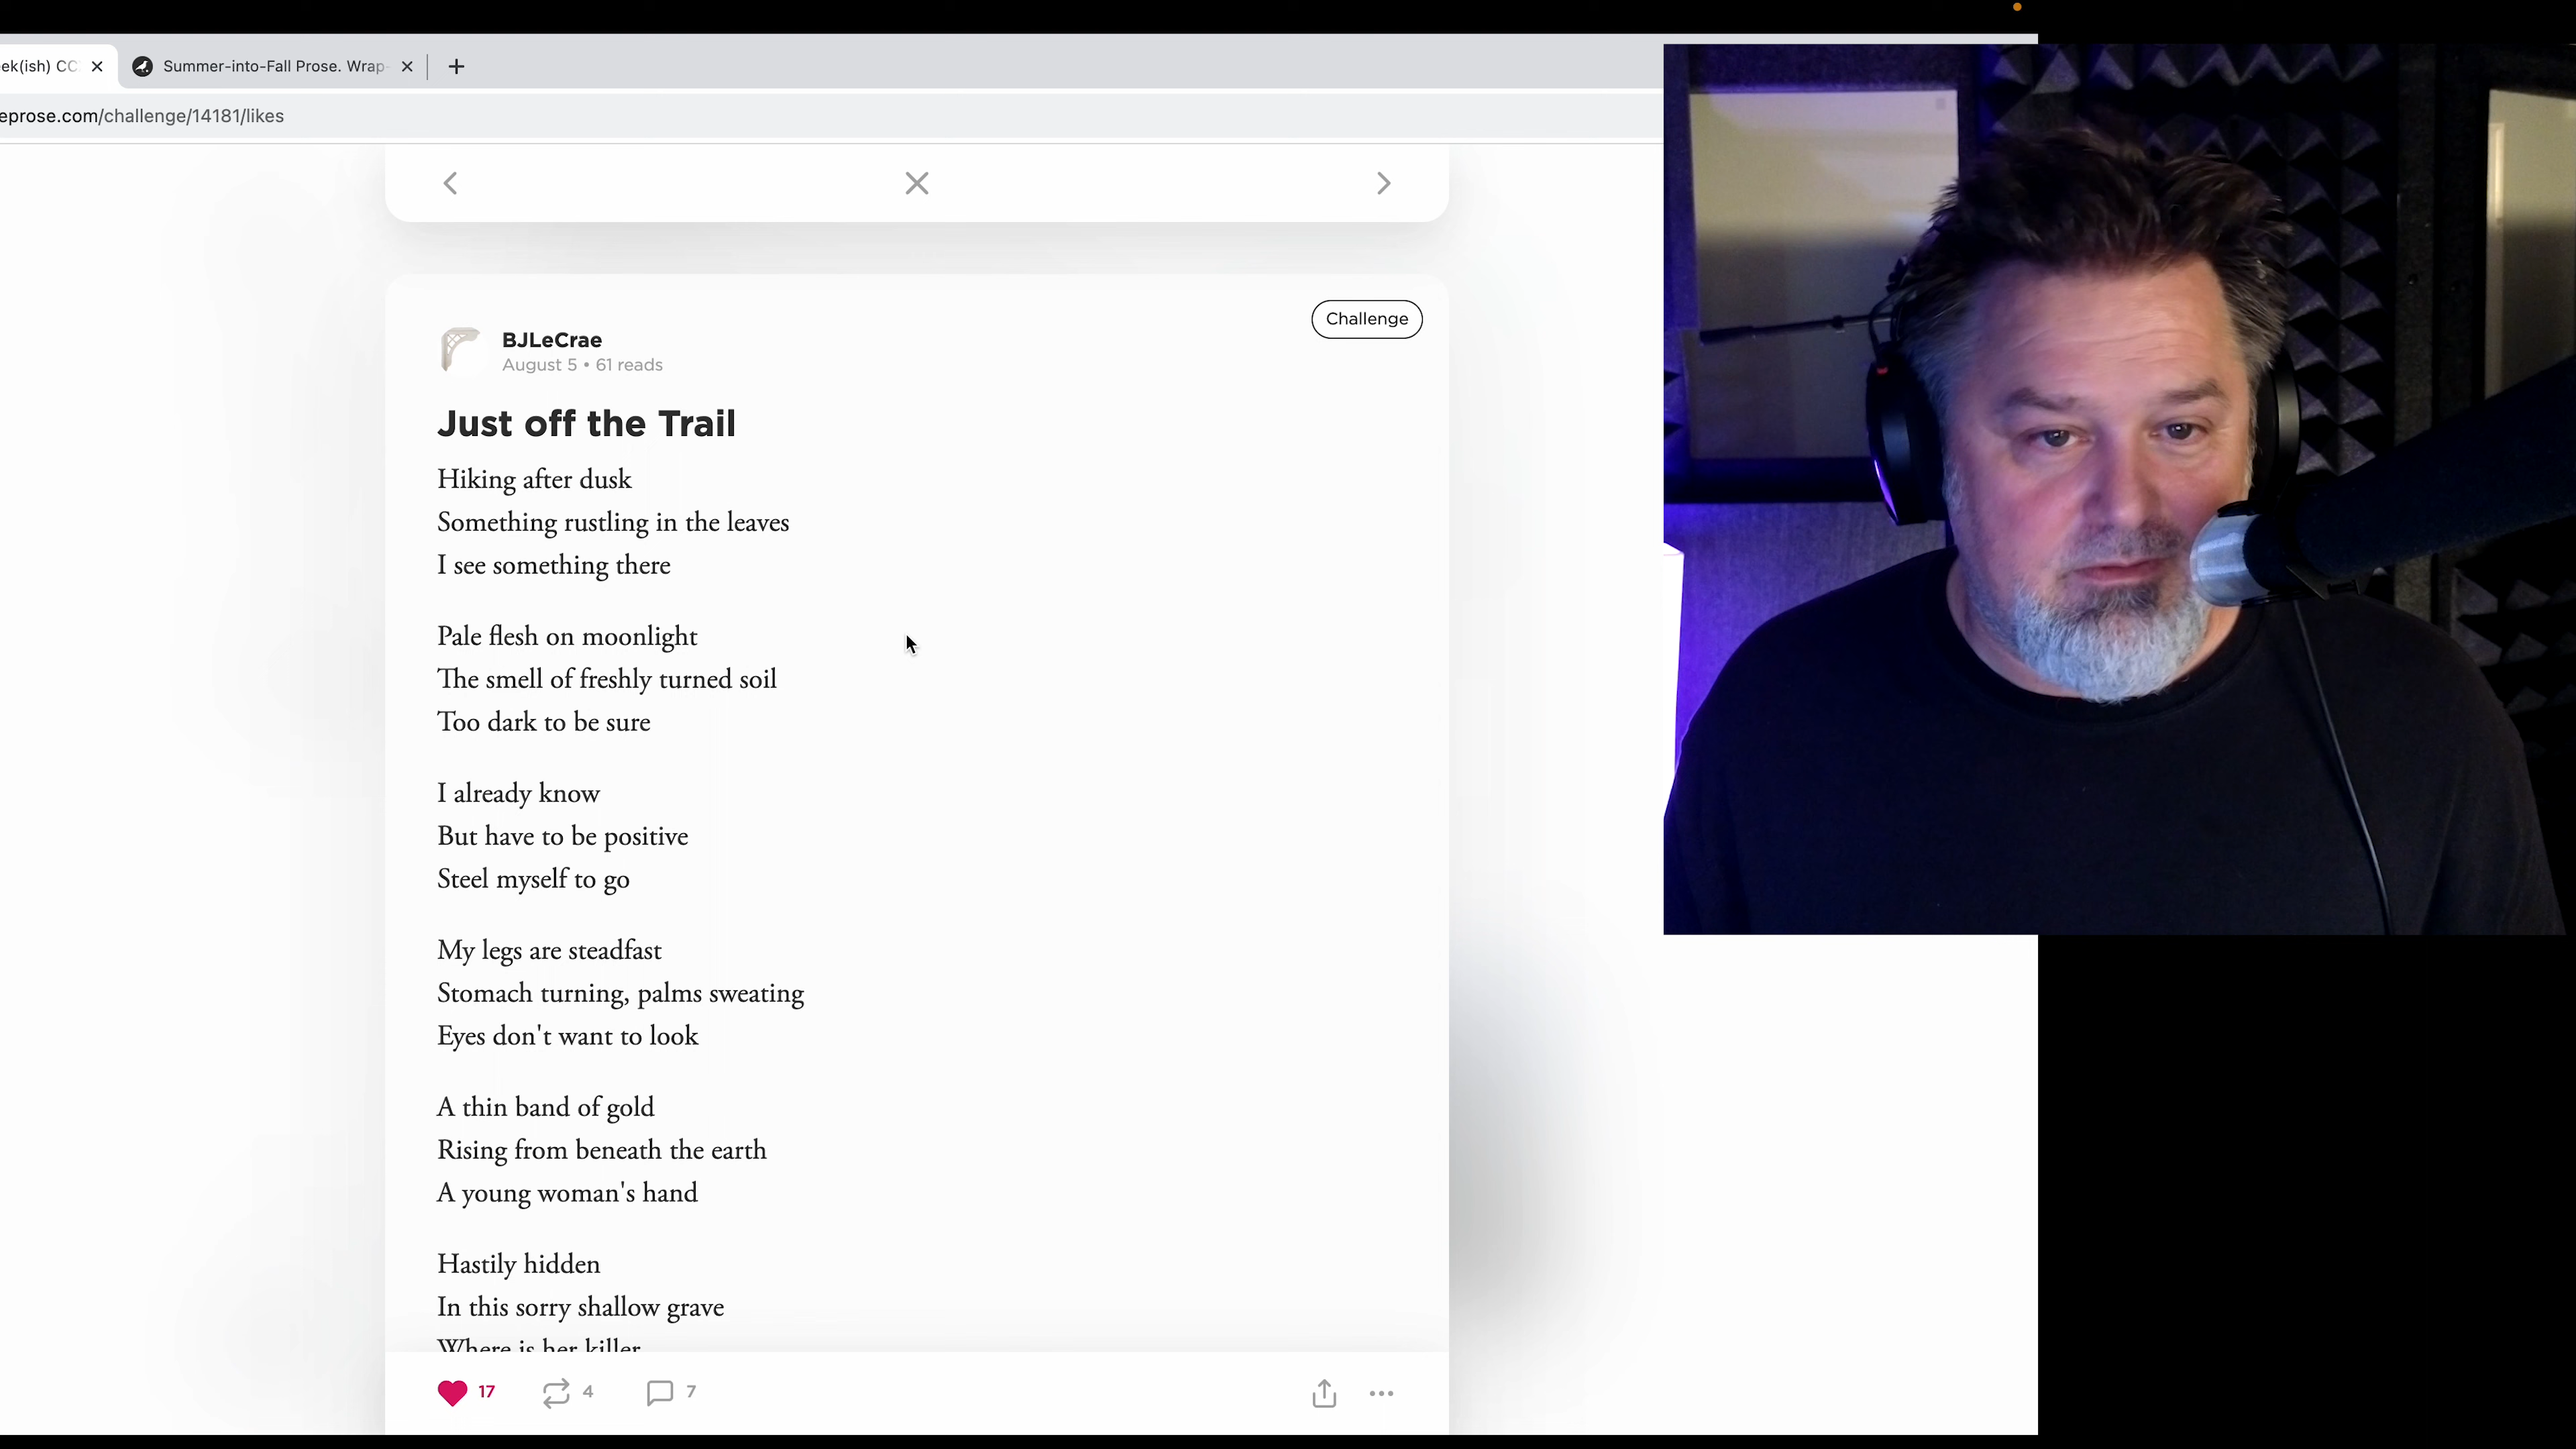 ek(ish) CC
Summer-into-Fall Prose. Wrap-
eprose.com/challenge/14181/likes
Challenge
BJLeCrae
August 5 • 61 reads
Just off the Trail
Hiking after dusk
Something rustling in the leaves
I see something there
Pale flesh on moonlight
The smell of freshly turned soil
Too dark to be sure
I already know
But have to be positive
Steel myself to go
My legs are steadfast
Stomach turning, palms sweating
Eyes don't want to look
A thin band of gold
Rising from beneath the earth
A young woman's hand
Hastily hidden
In this sorry shallow grave
Where is her killer
17
4
7